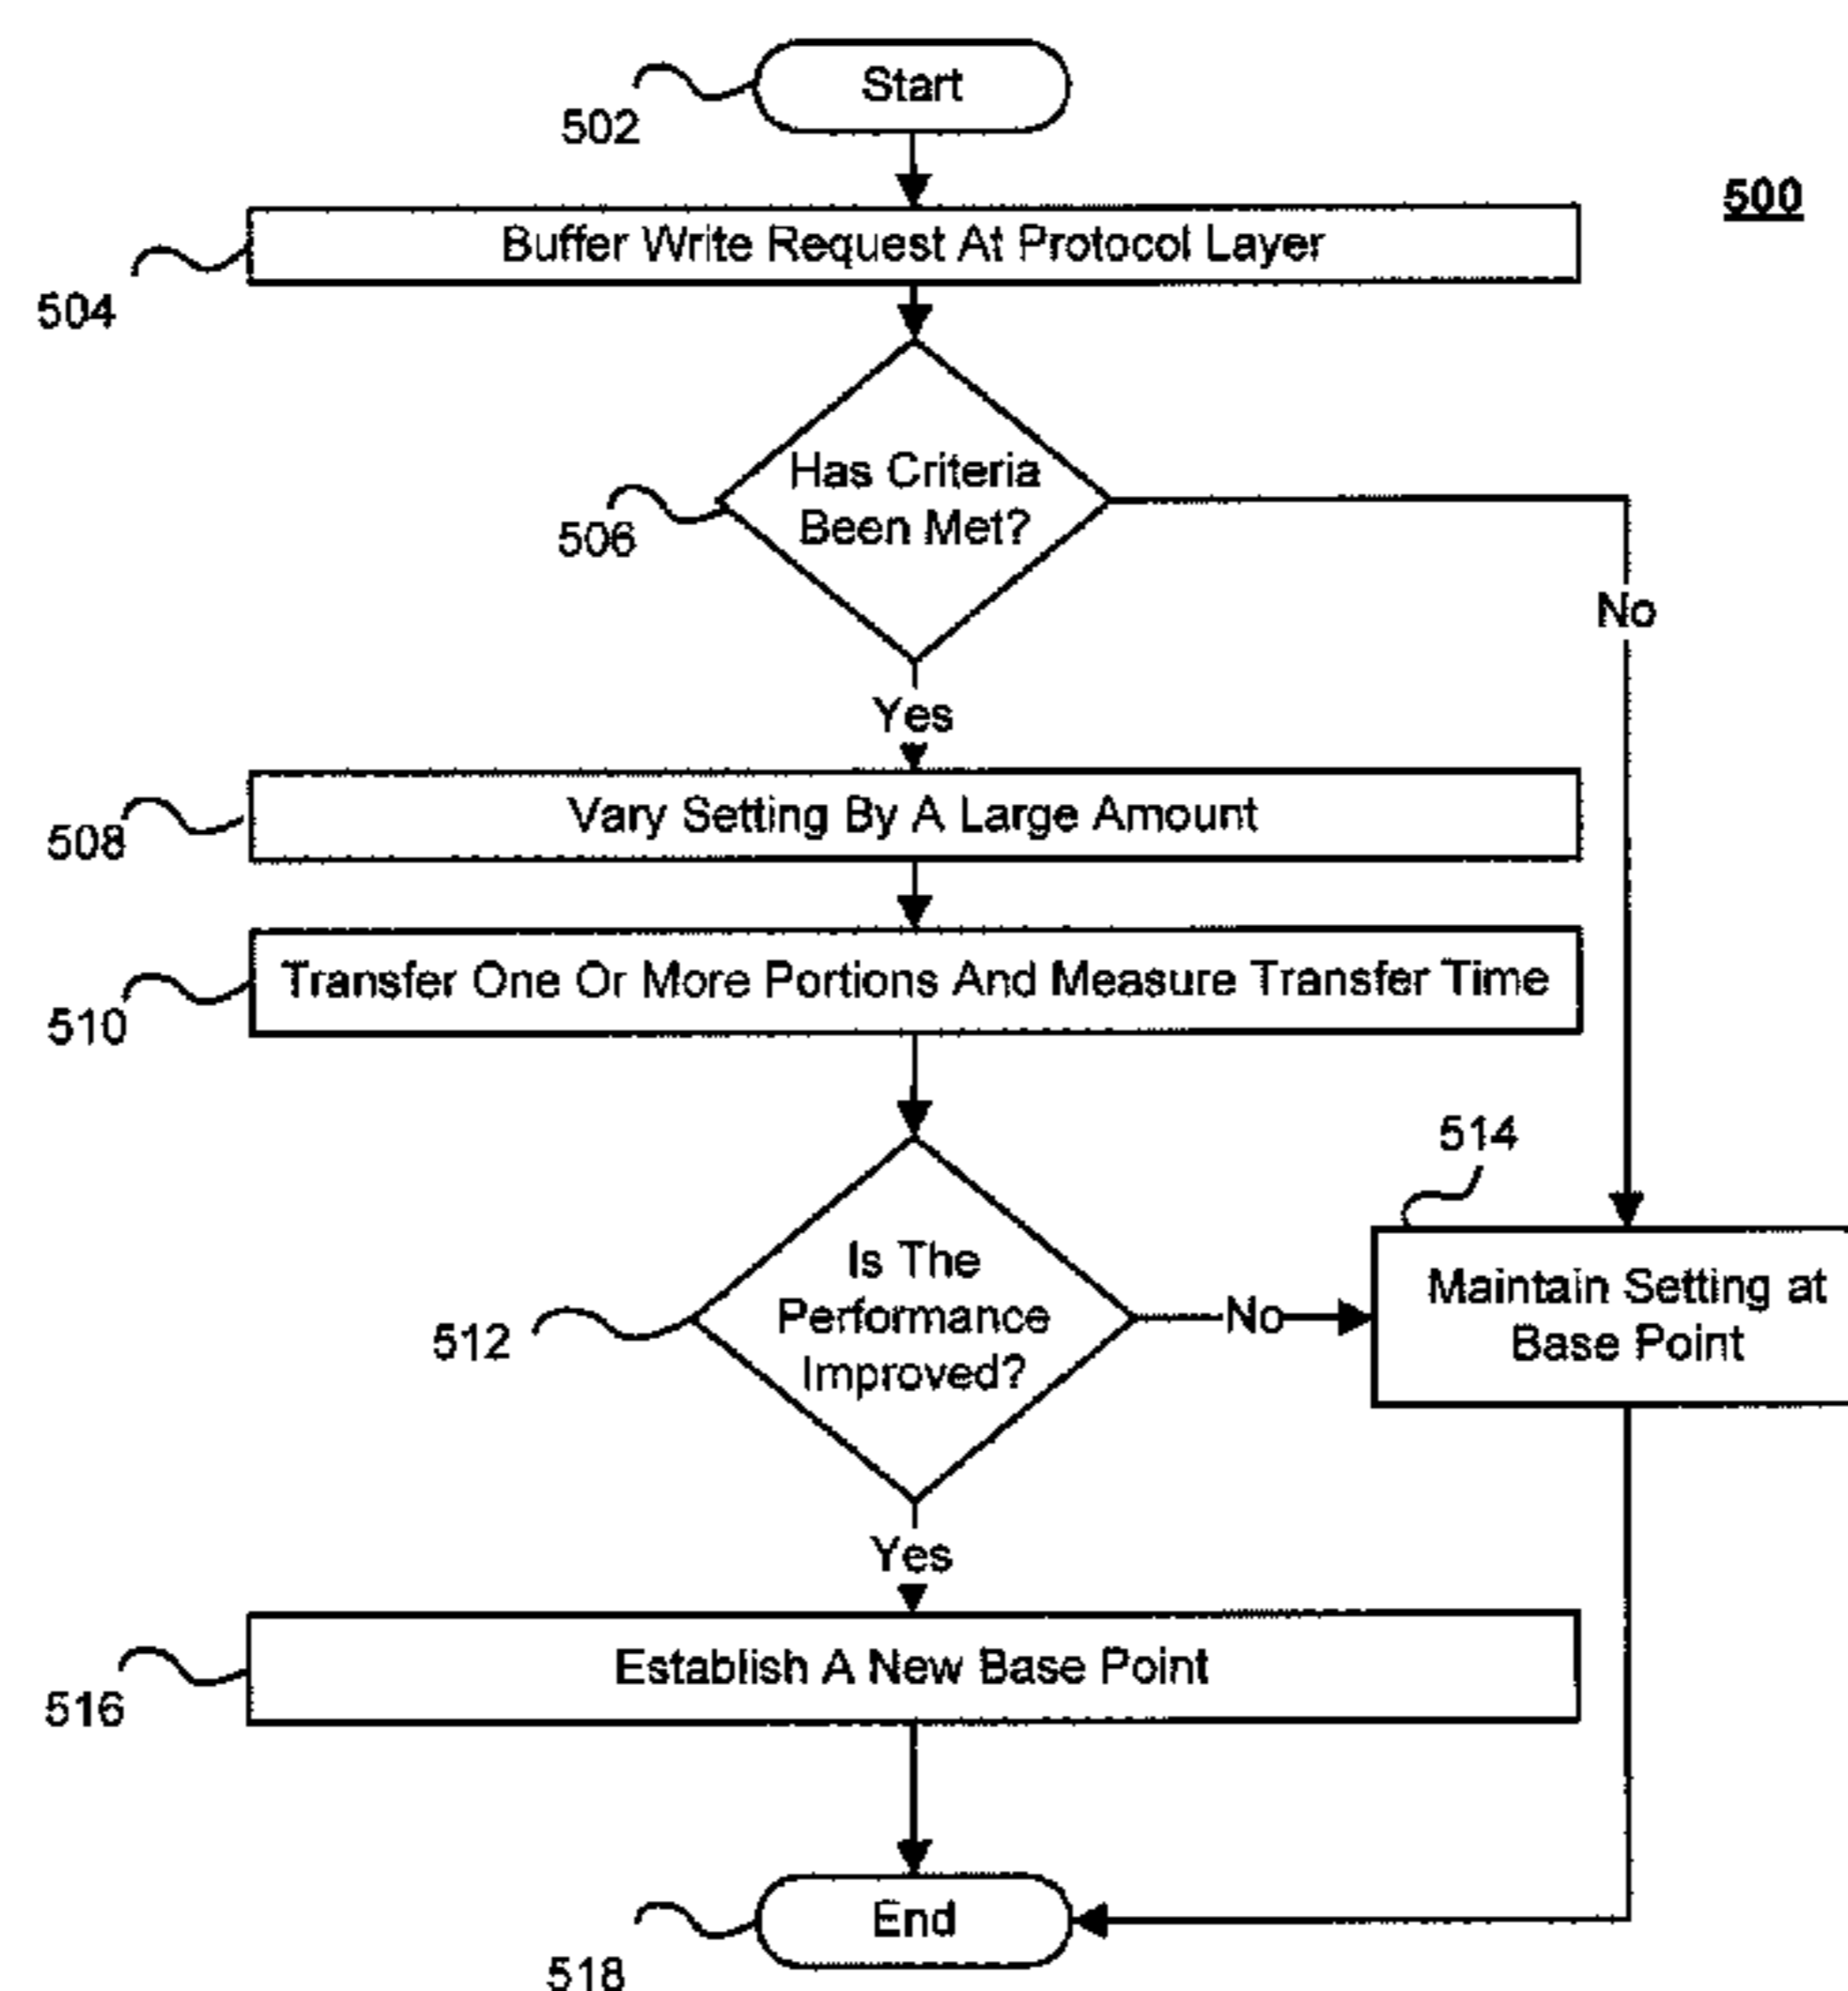 Start
502
500
Buffer Write Request At Protocol Layer
504
Has Criteria
Been Met?
506
No
Yes
Vary Setting By A Large Amount
508
Transfer One Or More Portions And Measure Transfer Time
510
514
Is The
Performance
Improved?
512
No
Maintain Setting at
Base Point
Yes
Establish A New Base Point
516
End
518